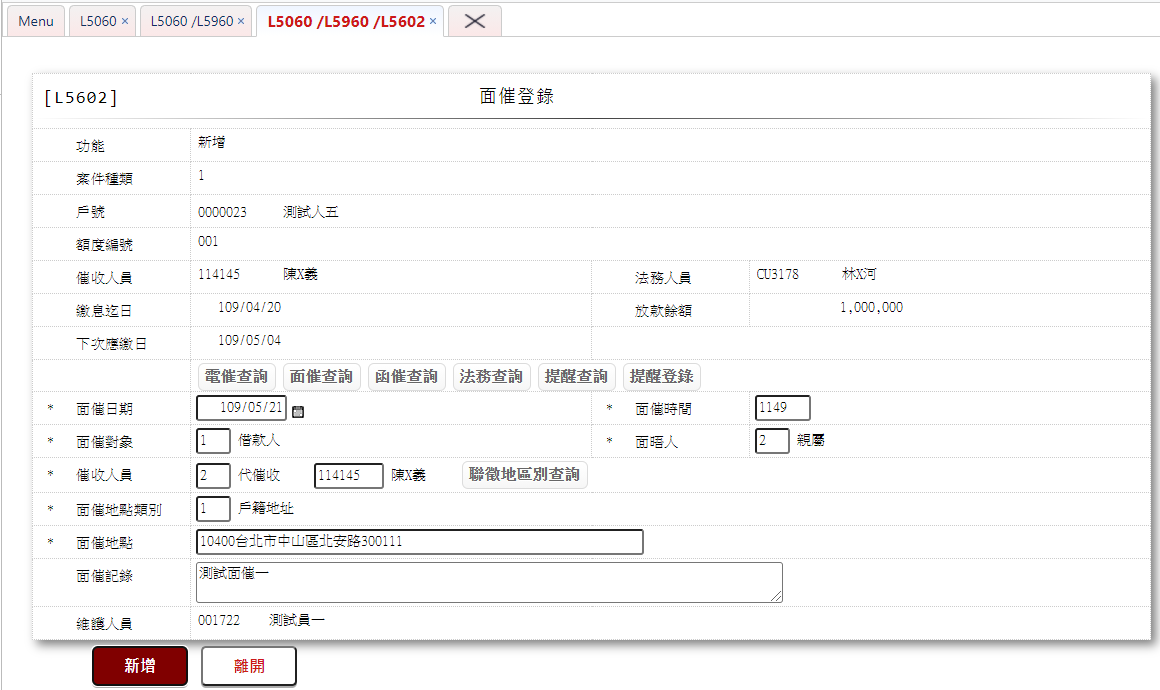 Menu L5060 × L5060 /L5960 × L5060 /L5960 /L5602 ×
[L5602] 面催登錄
功能 新增
案件種類 1
戶號 0000023 測試人五
額度編號 001
催收人員 114145 陳X義 法務人員 CU3178 林X河
繳息迄日 109/04/20 放款餘額 1,000,000
下次應繳日 109/05/04
電催查詢 面催查詢 函催查詢 法務查詢 提醒查詢 提醒登錄
* 面催日期 109/05/21 * 面催時間 1149
* 面催對象 1 借款人 * 面晤人 2 親屬
* 催收人員 2 代催收 114145 陳X義 聯徵地區別查詢
* 面催地點類別 1 戶籍地址
* 面催地點 10400台北市中山區北安路300111
面催記錄 測試面催一
維護人員 001722 測試員一
新增 離開